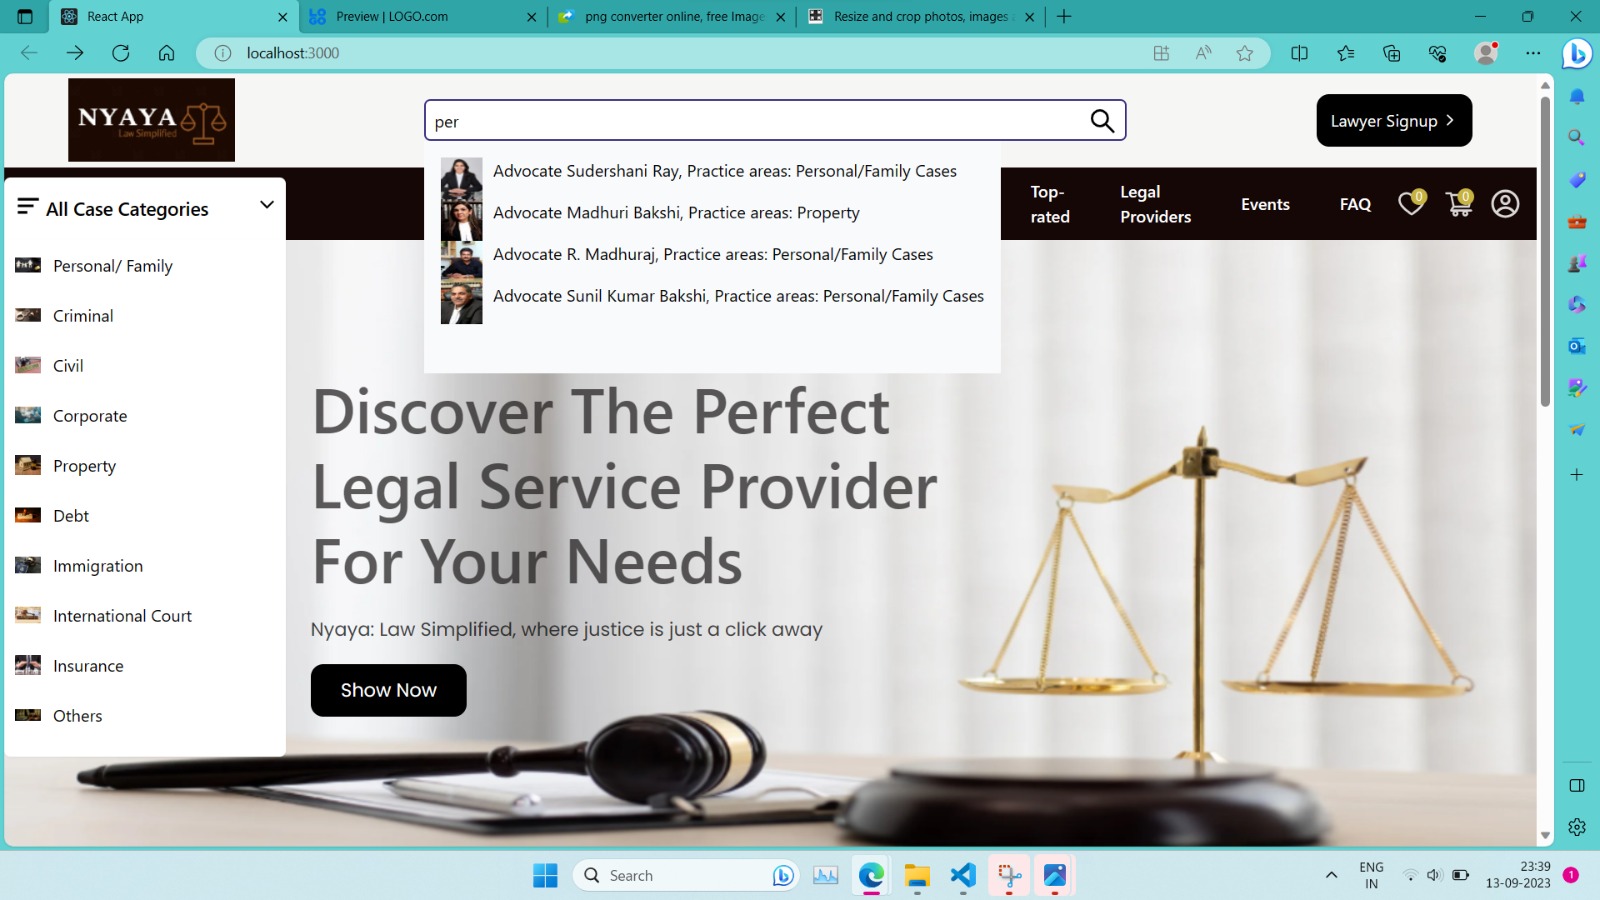 React App
Preview | LOGO.com
png converter online, free Image
Resize and crop photos, images
localhost:3000
NYAYA
Law Simplified
per
Lawyer Signup
Advocate Sudershani Ray, Practice areas: Personal/Family Cases
Advocate Madhuri Bakshi, Practice areas: Property
Advocate R. Madhuraj, Practice areas: Personal/Family Cases
Advocate Sunil Kumar Bakshi, Practice areas: Personal/Family Cases
Top-
rated
Legal
Providers
Events
FAQ
0
0
All Case Categories
Personal/ Family
Criminal
Civil
Corporate
Property
Debt
Immigration
International Court
Insurance
Others
Discover The Perfect
Legal Service Provider
For Your Needs
Nyaya: Law Simplified, where justice is just a click away
Show Now
Search
ENG
IN
23:39
13-09-2023
1